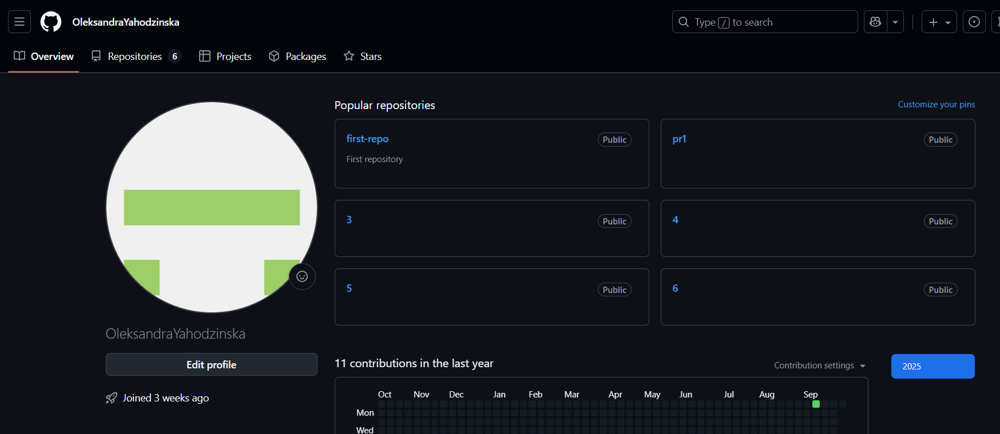 OleksandraYahodzinska
Type / to search
Overview
Repositories 6
Projects
Packages
Stars
Popular repositories
Customize your pins
first-repo
Public
First repository
pr1
Public
3
Public
4
Public
5
Public
6
Public
OleksandraYahodzinska
Edit profile
Joined 3 weeks ago
11 contributions in the last year
Contribution settings
2025
Oct Nov Dec Jan Feb Mar Apr May Jun Jul Aug Sep
Mon
Wed